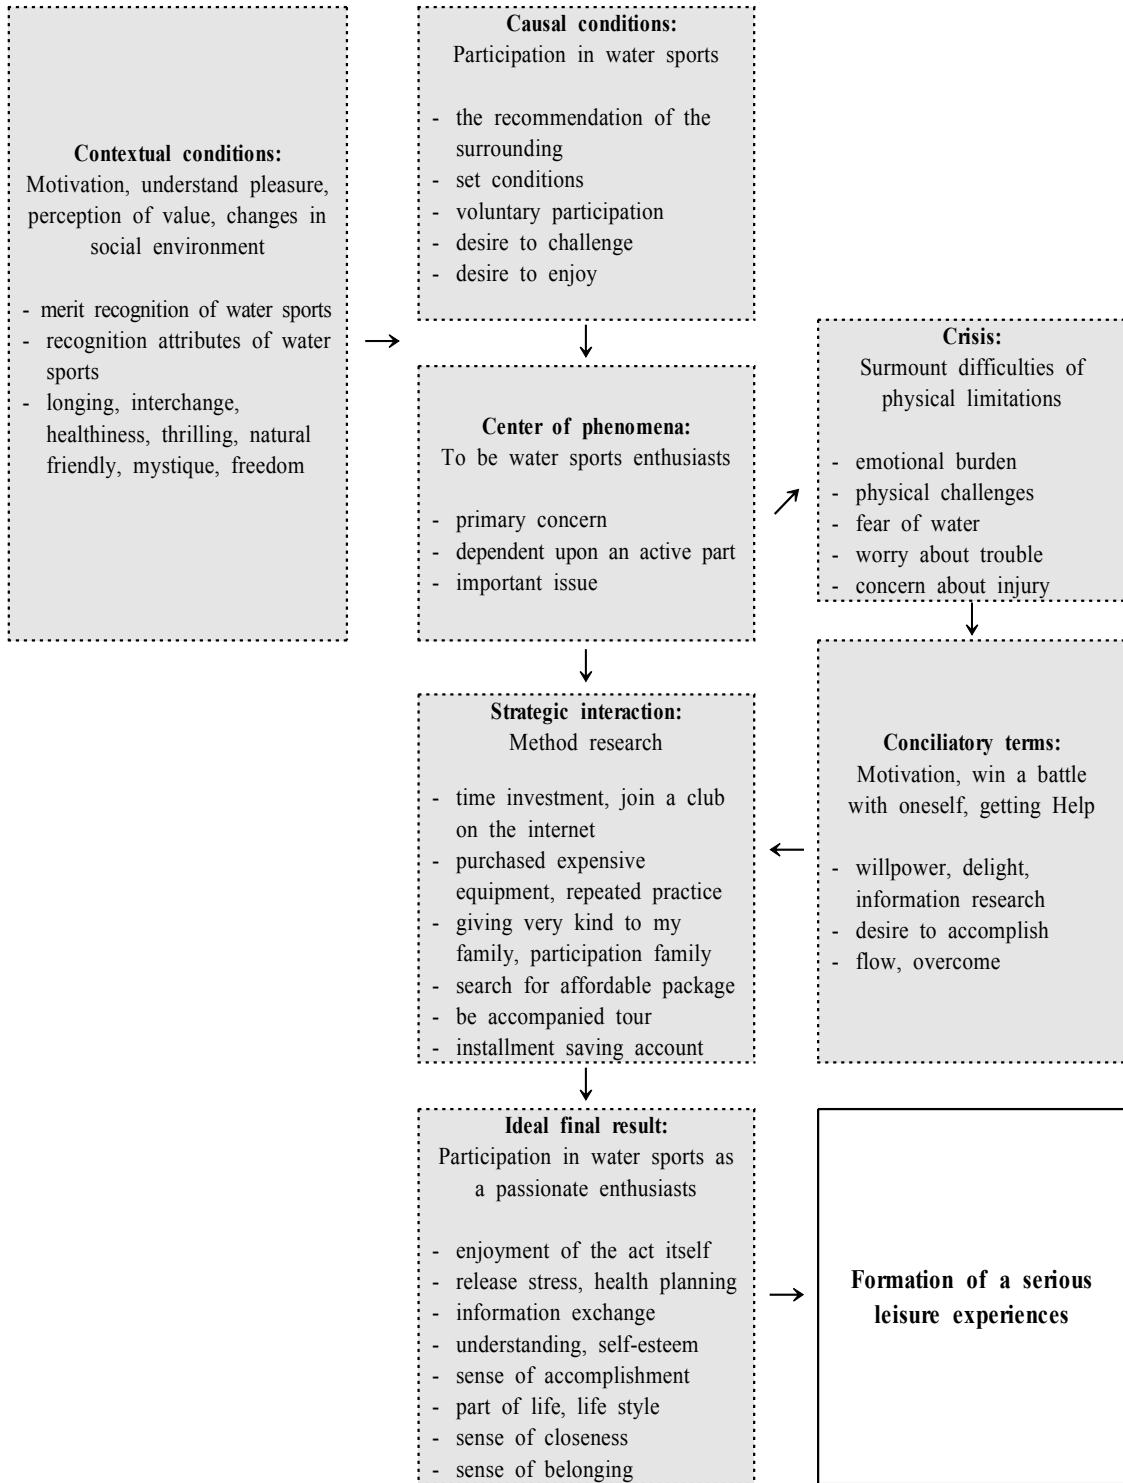 Contextual conditions:
Motivation, understand pleasure,
perception of value, changes in
social environment
- merit recognition of water sports
- recognition attributes of water
sports
- longing, interchange,
healthiness, thrilling, natural
friendly, mystique, freedom
Causal conditions:
Participation in water sports
- the recommendation of the
surrounding
- set conditions
- voluntary participation
- desire to challenge
- desire to enjoy
Center of phenomena:
To be water sports enthusiasts
- primary concern
- dependent upon an active part
- important issue
Crisis:
Surmount difficulties of
physical limitations
- emotional burden
- physical challenges
- fear of water
- worry about trouble
- concern about injury
Conciliatory terms:
Motivation, win a battle
with oneself, getting Help
- willpower, delight,
information research
- desire to accomplish
- flow, overcome
Strategic interaction:
Method research
- time investment, join a club
on the internet
- purchased expensive
equipment, repeated practice
- giving very kind to my
family, participation family
- search for affordable package
- be accompanied tour
- installment saving account
Ideal final result:
Participation in water sports as
a passionate enthusiasts
- enjoyment of the act itself
- release stress, health planning
- information exchange
- understanding, self-esteem
- sense of accomplishment
- part of life, life style
- sense of closeness
- sense of belonging
Formation of a serious
leisure experiences